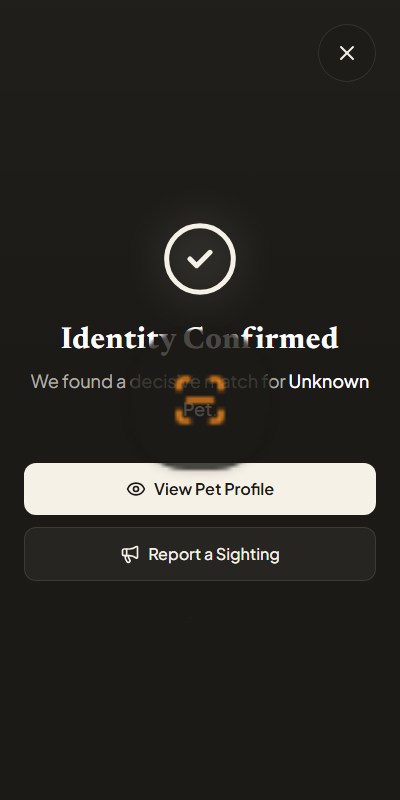 Identity Confirmed
We found a decisive match for Unknown
Pet.
View Pet Profile
Report a Sighting